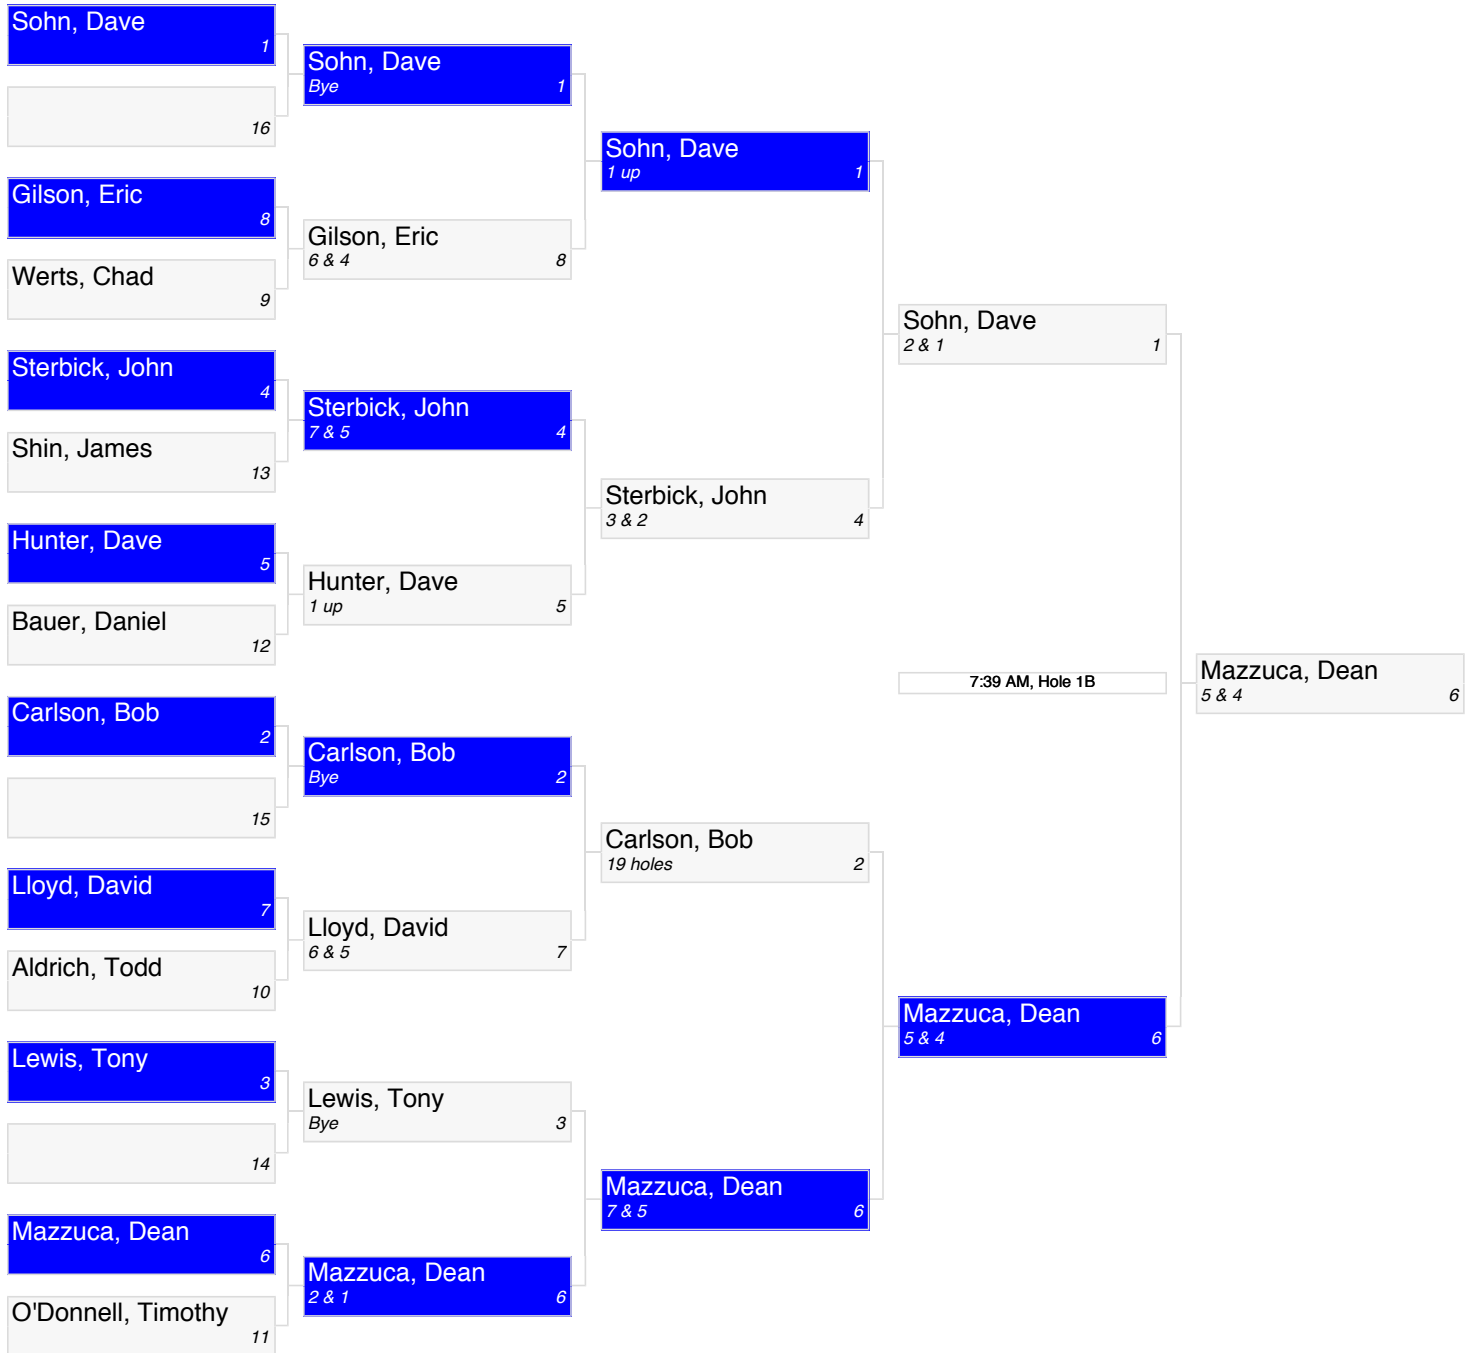 Sohn, Dave
1
16
Gilson, Eric
8
Werts, Chad
9
Sterbick, John
4
Shin, James
13
Hunter, Dave
5
Bauer, Daniel
12
Carlson, Bob
2
15
Lloyd, David
7
Aldrich, Todd
10
Lewis, Tony
3
14
Mazzuca, Dean
6
O'Donnell, Timothy
11
Sohn, Dave
Bye 1
Gilson, Eric
6 & 4 8
Sterbick, John
7 & 5 4
Hunter, Dave
1 up 5
Carlson, Bob
Bye 2
Lloyd, David
6 & 5 7
Lewis, Tony
Bye 3
Mazzuca, Dean
2 & 1 6
Sohn, Dave
1 up 1
Sterbick, John
3 & 2 4
Carlson, Bob
19 holes 2
Mazzuca, Dean
7 & 5 6
Sohn, Dave
2 & 1 1
7:39 AM, Hole 1B
Mazzuca, Dean
5 & 4 6
Mazzuca, Dean
5 & 4 6